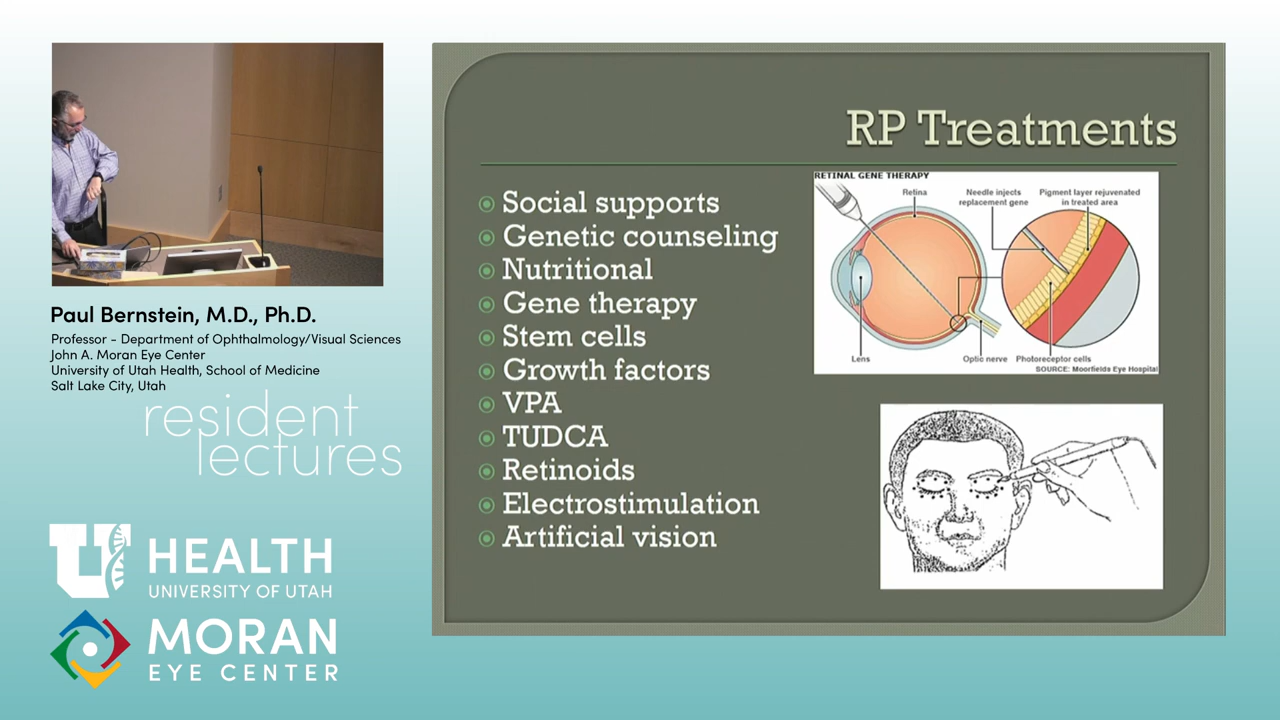 Paul Bernstein, M.D., Ph.D.
Professor – Department of Ophthalmology/Visual Sciences
John A. Moran Eye Center
University of Utah Health, School of Medicine
Salt Lake City, Utah
resident
lectures
U HEALTH
UNIVERSITY OF UTAH
MORAN
EYE CENTER
RP Treatments
Social supports
Genetic counseling
Nutritional
Gene therapy
Stem cells
Growth factors
VPA
TUDCA
Retinoids
Electrostimulation
Artificial vision
RETINAL GENE THERAPY
Retina
Needle injects
replacement gene
Pigment layer rejuvenated
in treated area
Lens
Optic nerve
Photoreceptor cells
SOURCE: Moorfields Eye Hospital